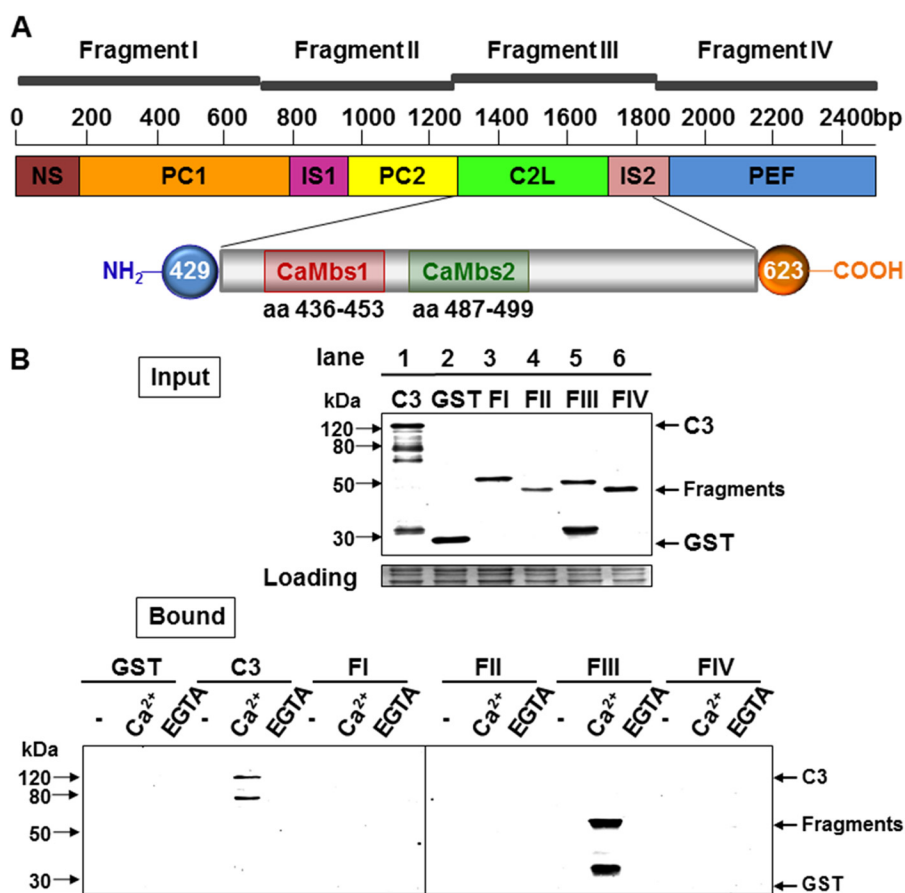 A
Fragment I Fragment II Fragment III Fragment IV
0 200 400 600 800 1000 1200 1400 1600 1800 2000 2200 2400bp
NS PC1 IS1 PC2 C2L IS2 PEF
NH2 429 CaMbs1 CaMbs2 623 COOH
aa 436-453 aa 487-499
B
Input
lane 1 2 3 4 5 6
kDa C3 GST FI FII FIII FIV
120 C3
80
50 Fragments
30 GST
Loading
Bound
GST C3 FI FII FIII FIV
- Ca2+ EGTA - Ca2+ EGTA - Ca2+ EGTA - Ca2+ EGTA - Ca2+ EGTA - Ca2+ EGTA
kDa
120 C3
80
50 Fragments
30 GST